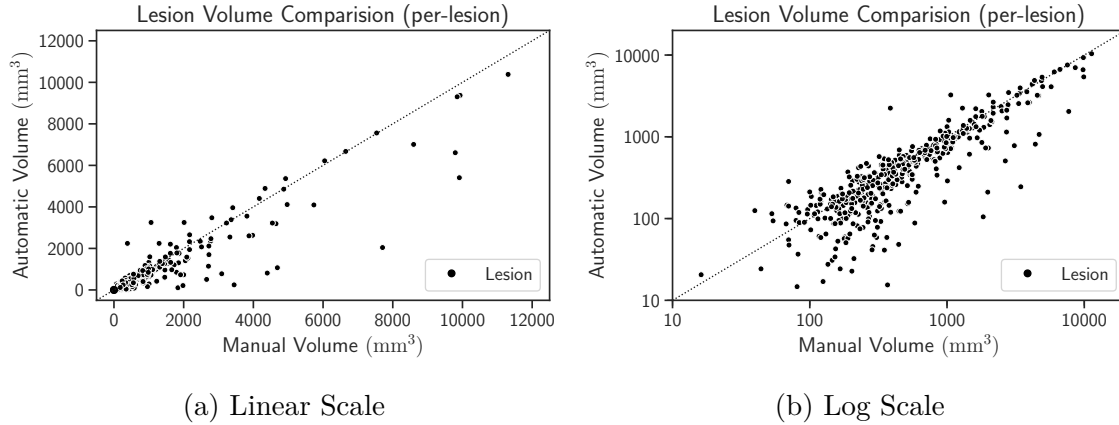 Lesion Volume Comparision (per-lesion)
12000
10000
8000
6000
4000
2000
0
Automatic Volume (mm³)
Lesion
0 2000 4000 6000 8000 10000 12000
Manual Volume (mm³)
(a) Linear Scale
Lesion Volume Comparision (per-lesion)
10000
1000
100
10
Automatic Volume (mm³)
Lesion
10 100 1000 10000
Manual Volume (mm³)
(b) Log Scale